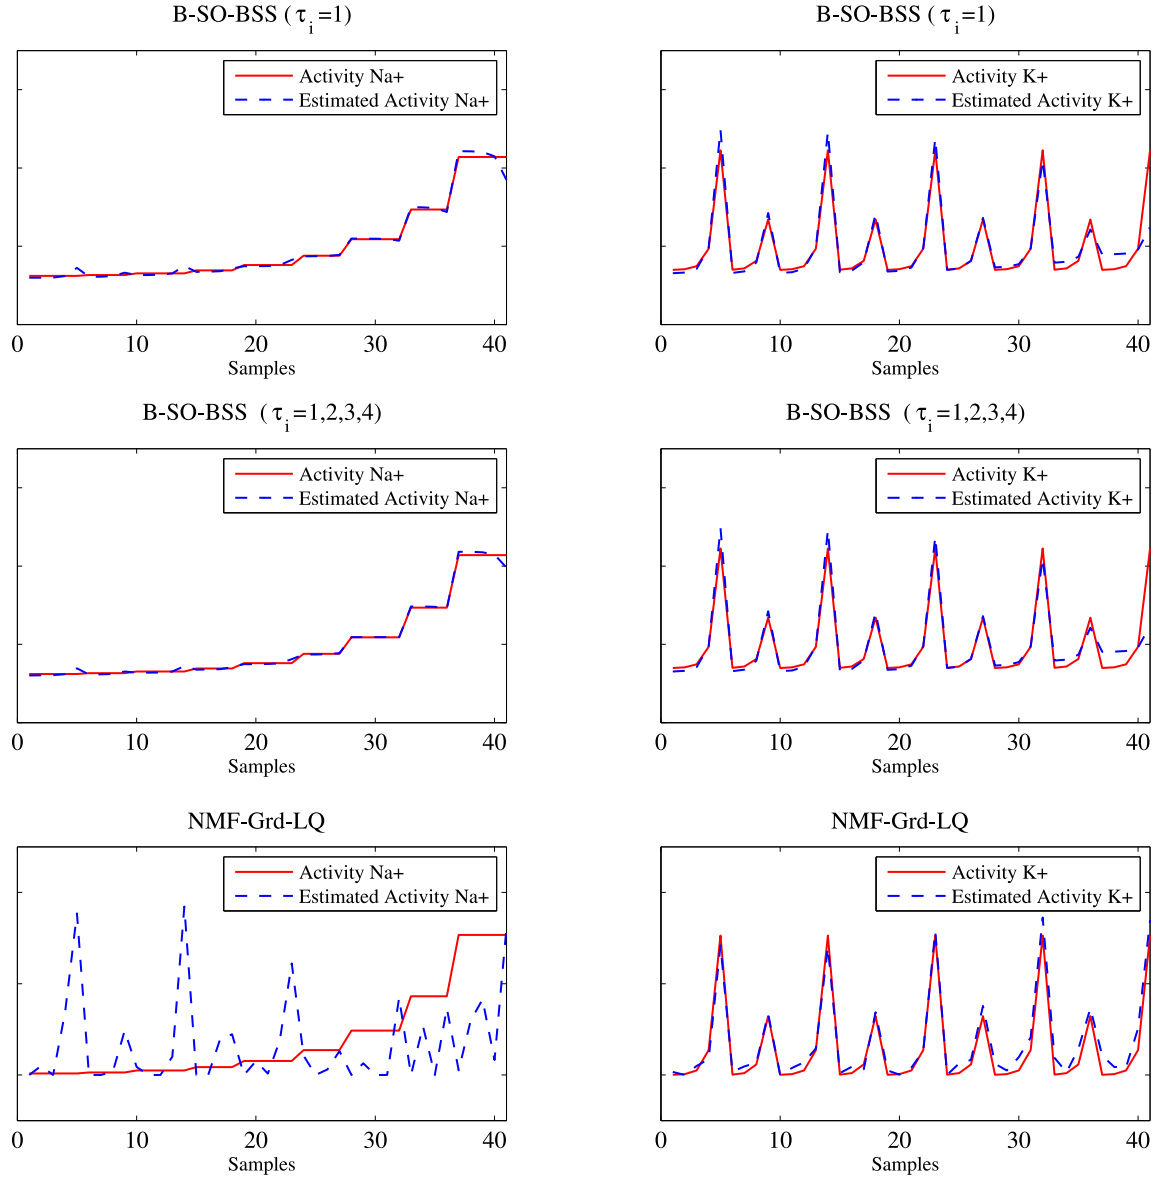 B-SO-BSS ( τi=1)
Activity Na+
Estimated Activity Na+
0 10 20 30 40
Samples
B-SO-BSS ( τi=1)
Activity K+
Estimated Activity K+
0 10 20 30 40
Samples
B-SO-BSS ( τi=1,2,3,4)
Activity Na+
Estimated Activity Na+
0 10 20 30 40
Samples
B-SO-BSS ( τi=1,2,3,4)
Activity K+
Estimated Activity K+
0 10 20 30 40
Samples
NMF-Grd-LQ
Activity Na+
Estimated Activity Na+
0 10 20 30 40
Samples
NMF-Grd-LQ
Activity K+
Estimated Activity K+
0 10 20 30 40
Samples